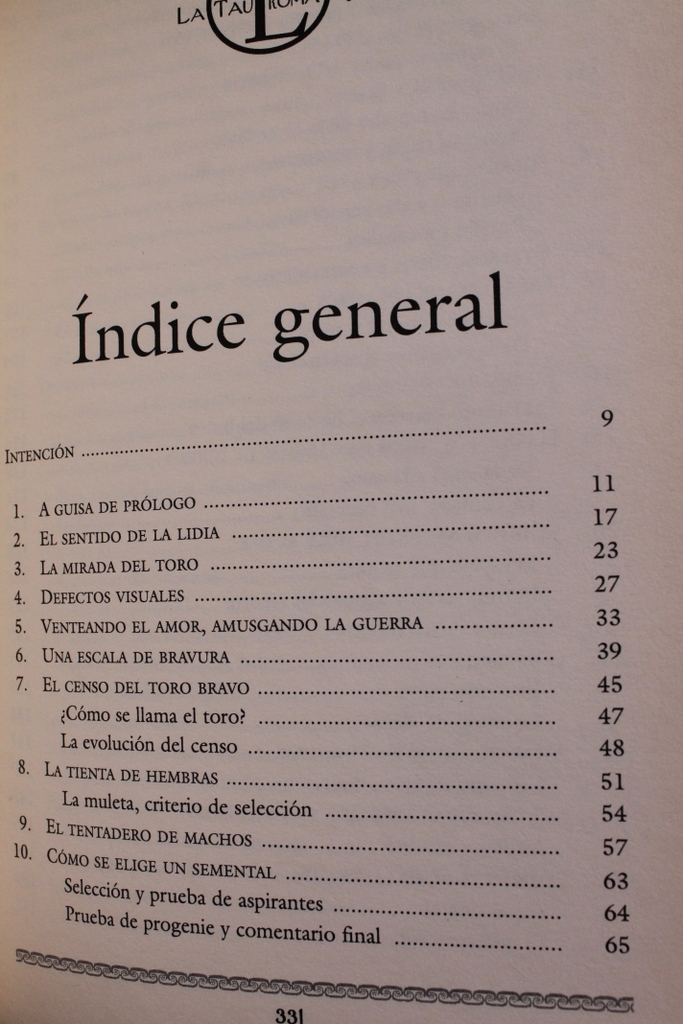 LA TAU
Índice general
INTENCIÓN ........ 9
1. A GUISA DE PRÓLOGO ........ 11
2. EL SENTIDO DE LA LIDIA ........ 17
3. LA MIRADA DEL TORO ........ 23
4. DEFECTOS VISUALES ........ 27
5. VENTEANDO EL AMOR, AMUSGANDO LA GUERRA ........ 33
6. UNA ESCALA DE BRAVURA ........ 39
7. EL CENSO DEL TORO BRAVO ........ 45
¿Cómo se llama el toro? ........ 47
La evolución del censo ........ 48
8. LA TIENTA DE HEMBRAS ........ 51
La muleta, criterio de selección ........ 54
9. EL TENTADERO DE MACHOS ........ 57
10. CÓMO SE ELIGE UN SEMENTAL ........ 63
Selección y prueba de aspirantes ........ 64
Prueba de progenie y comentario final ........ 65
331